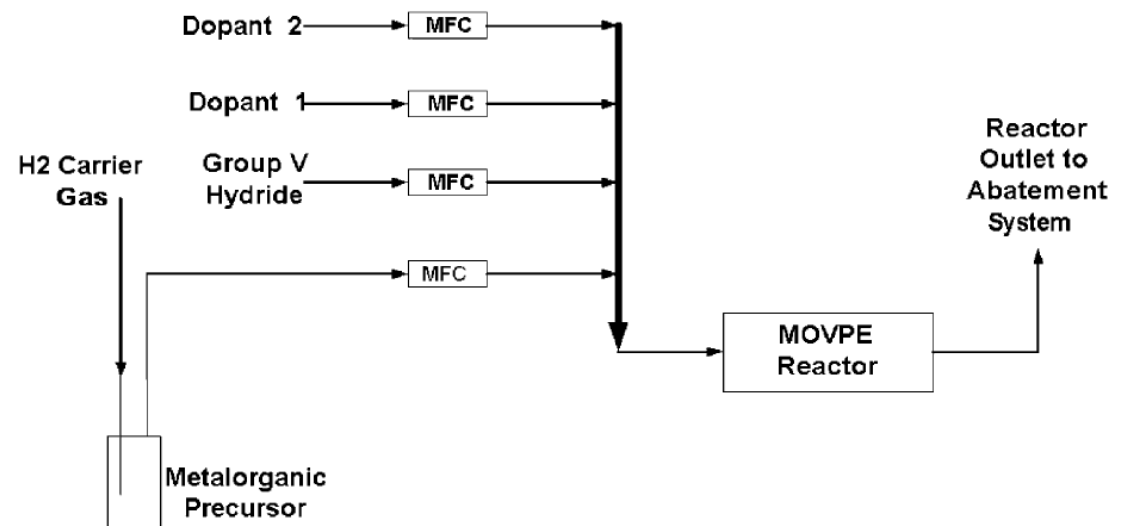 Dopant 2
MFC
Dopant 1
MFC
Group V
Hydride
MFC
H2 Carrier
Gas
MFC
Reactor
Outlet to
Abatement
System
MOVPE
Reactor
Metalorganic
Precursor